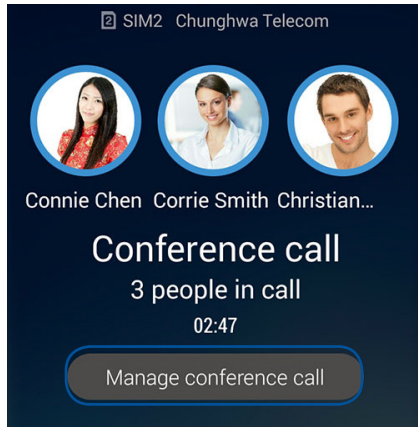 2 SIM2 Chunghwa Telecom
Connie Chen Corrie Smith Christian...
Conference call
3 people in call
02:47
Manage conference call